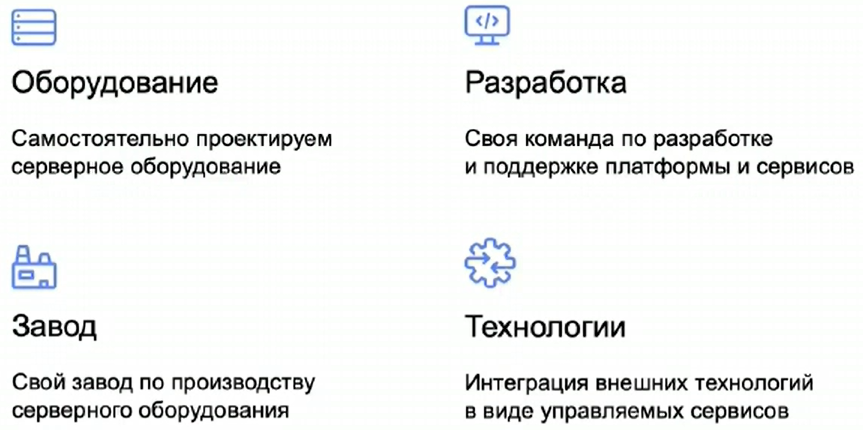 Оборудование
Самостоятельно проектируем
серверное оборудование
Разработка
Своя команда по разработке
и поддержке платформы и сервисов
Завод
Свой завод по производству
серверного оборудования
Технологии
Интеграция внешних технологий
в виде управляемых сервисов